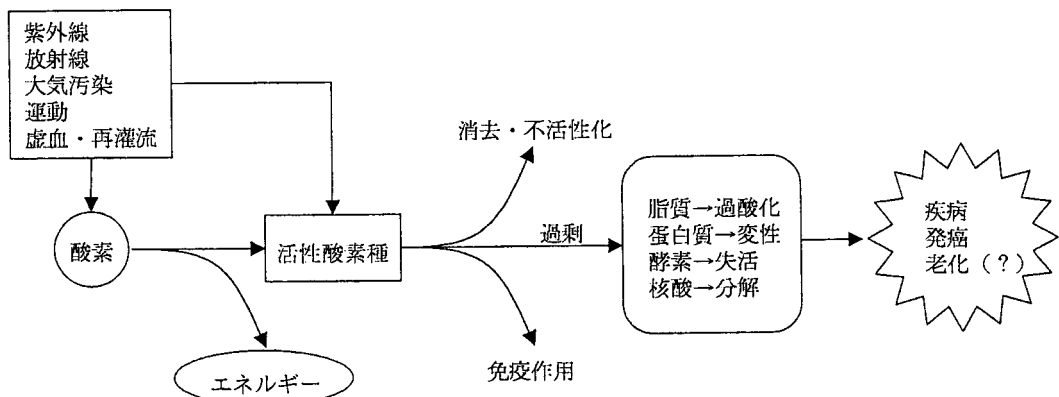 紫外線
放射線
大気汚染
運動
虚血・再灌流
酸素
エネルギー
活性酸素種
消去・不活性化
過剰
免疫作用
脂質→過酸化
蛋白質→変性
酵素→失活
核酸→分解
疾病
発癌
老化（？）